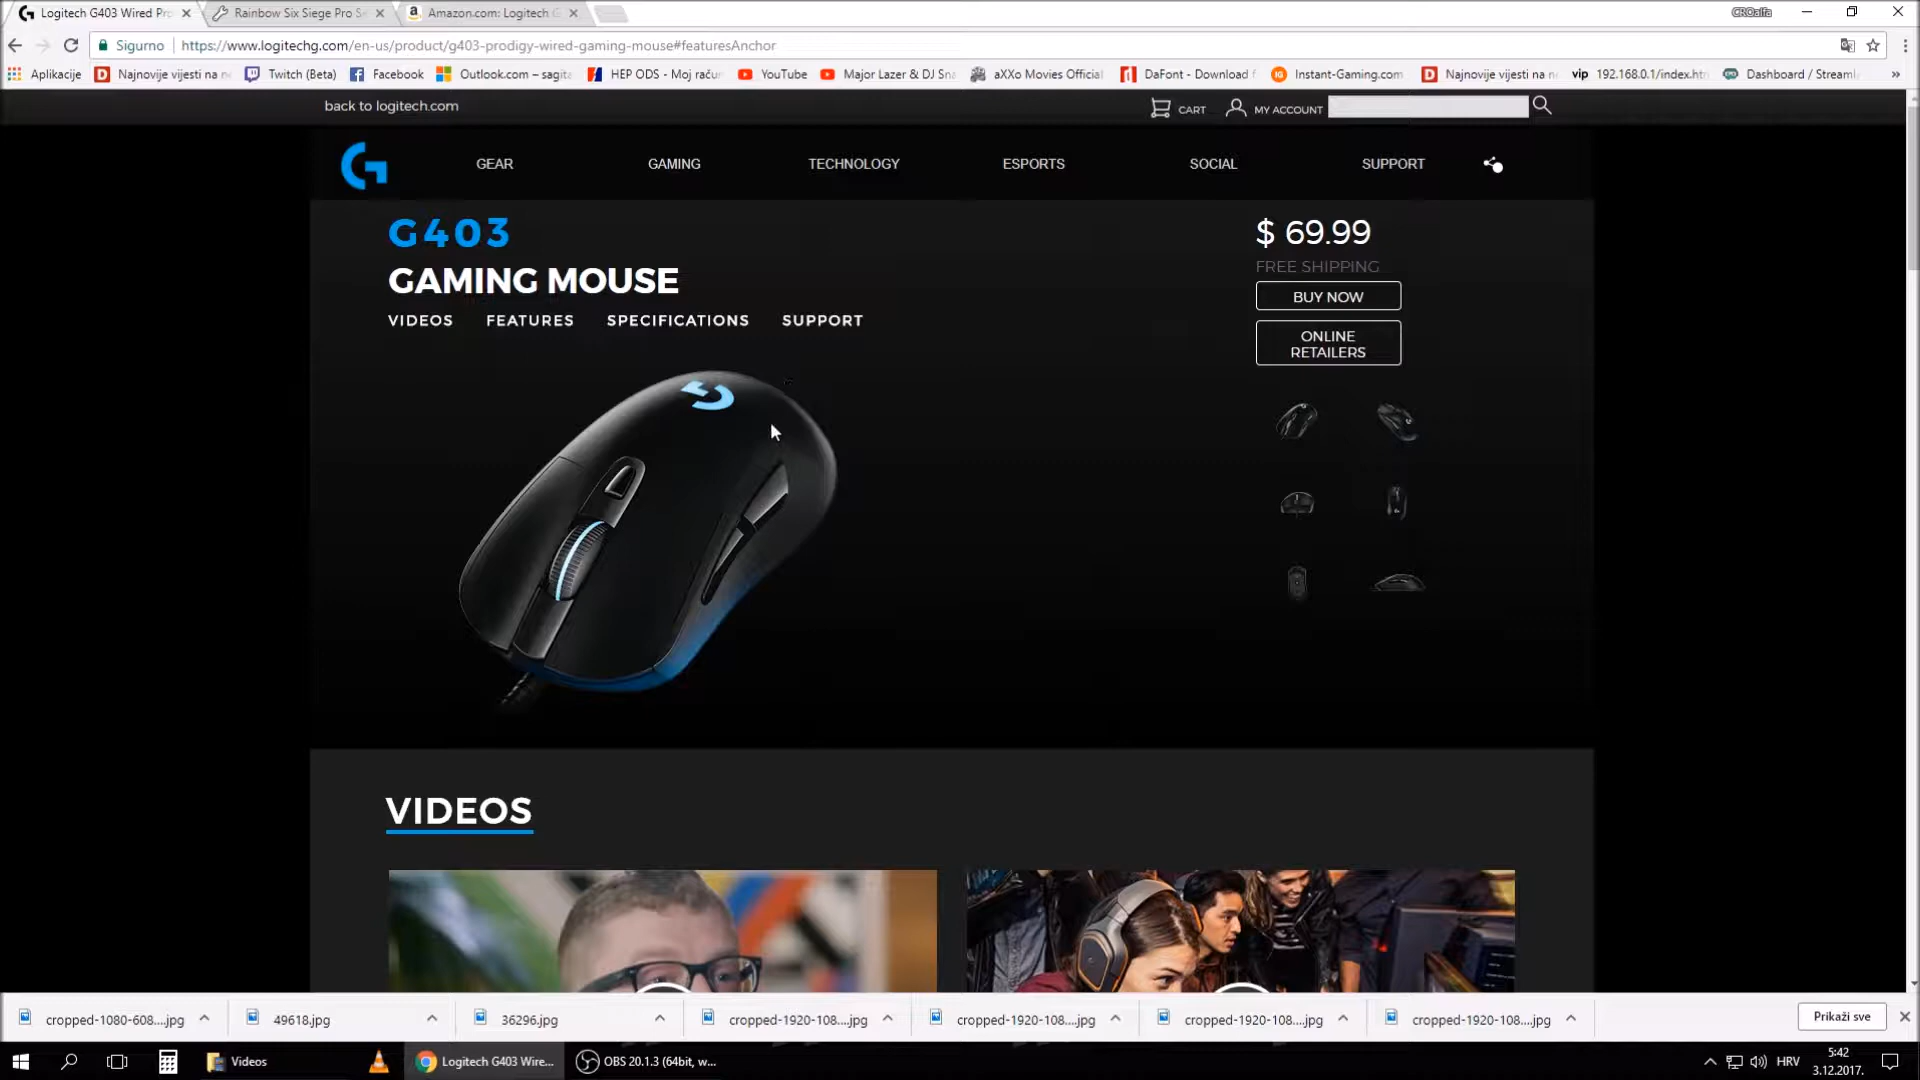 Logitech G403 Wired Pro
Rainbow Six Siege Pro Se
Amazon.com: Logitech G
CROalfa
Sigurno
https://www.logitechg.com/en-us/product/g403-prodigy-wired-gaming-mouse#featuresAnchor
Aplikacije
Najnovije vijesti na
Twitch (Beta)
Facebook
Outlook.com – sagita
HEP ODS - Moj račun
YouTube
Major Lazer & DJ Sna
aXXo Movies Official
DaFont - Download f
Instant-Gaming.com
Najnovije vijesti na n
vip 192.168.0.1/index.htm
Dashboard / Streamla
back to logitech.com
CART
MY ACCOUNT
GEAR
GAMING
TECHNOLOGY
ESPORTS
SOCIAL
SUPPORT
G403
GAMING MOUSE
VIDEOS
FEATURES
SPECIFICATIONS
SUPPORT
$ 69.99
FREE SHIPPING
BUY NOW
ONLINE
RETAILERS
VIDEOS
cropped-1080-608....jpg
49618.jpg
36296.jpg
cropped-1920-108....jpg
cropped-1920-108....jpg
cropped-1920-108....jpg
cropped-1920-108....jpg
Prikaži sve
Videos
Logitech G403 Wire...
OBS 20.1.3 (64bit, w...
HRV
5:42
3.12.2017.